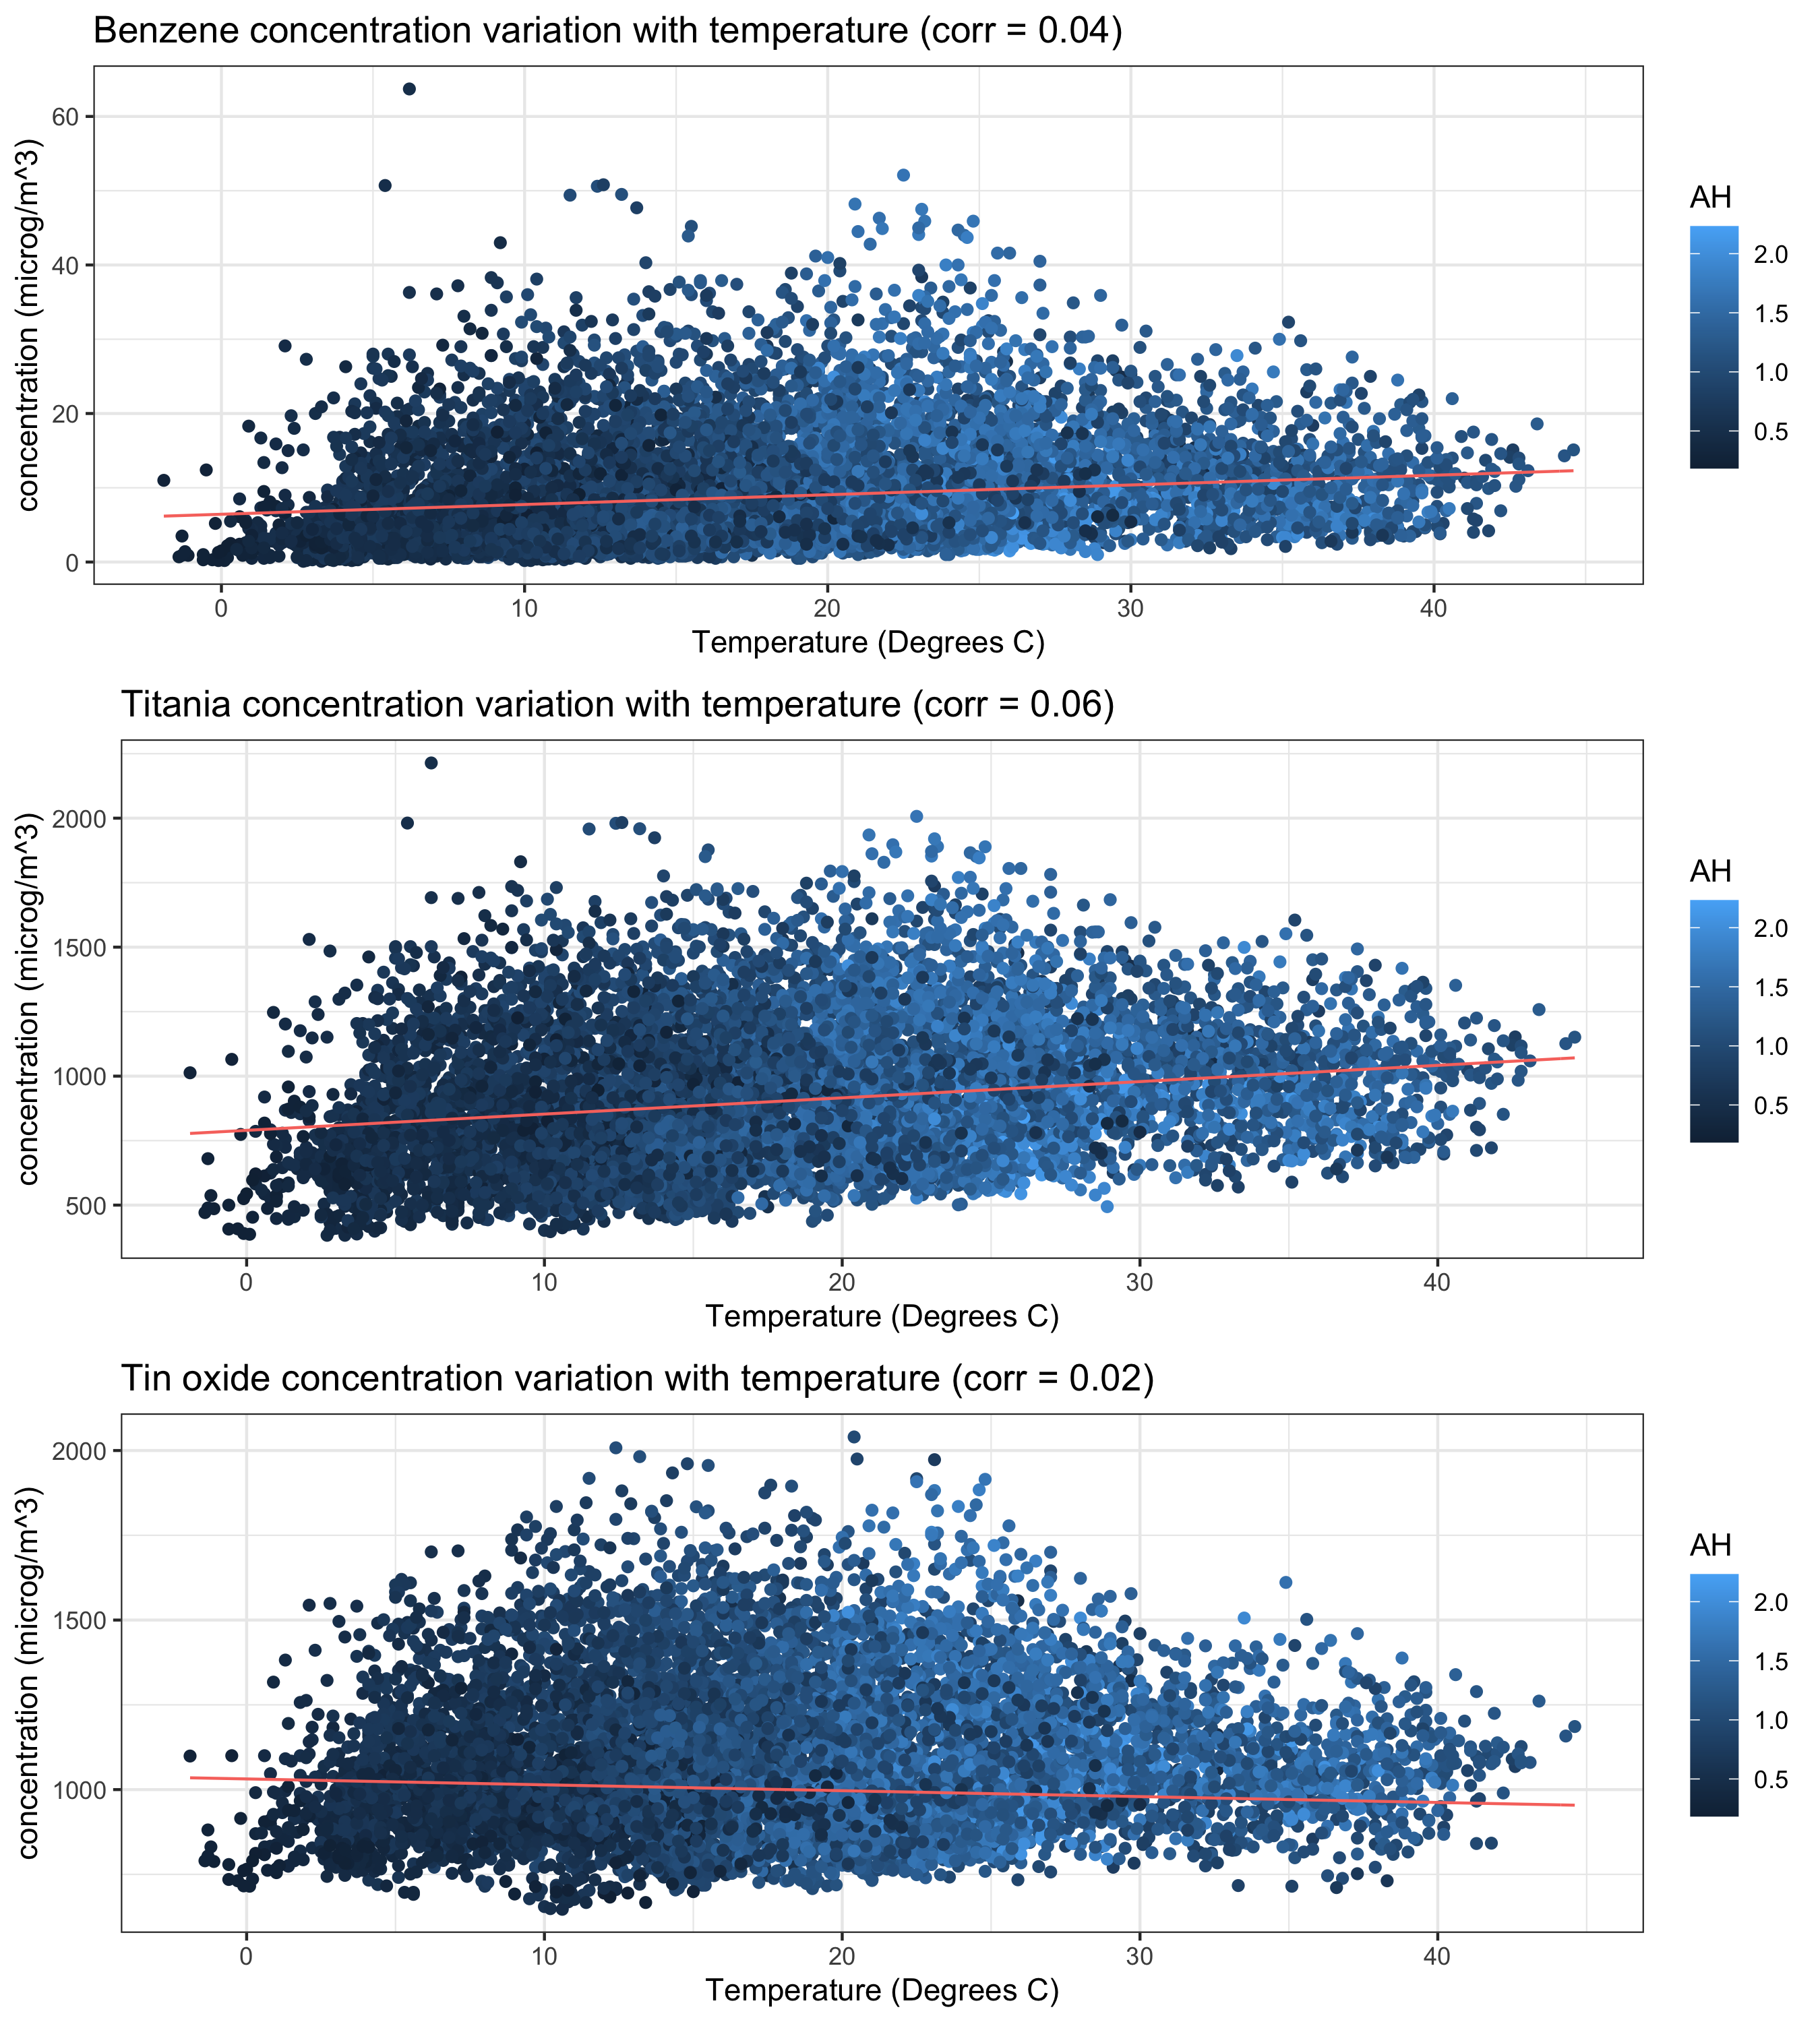 Benzene concentration variation with temperature (corr = 0.04)
concentration (microg/m^3)
60
40
20
0
0 10 20 30 40
Temperature (Degrees C)
AH
2.0
1.5
1.0
0.5
Titania concentration variation with temperature (corr = 0.06)
concentration (microg/m^3)
2000
1500
1000
500
0 10 20 30 40
Temperature (Degrees C)
AH
2.0
1.5
1.0
0.5
Tin oxide concentration variation with temperature (corr = 0.02)
concentration (microg/m^3)
2000
1500
1000
0 10 20 30 40
Temperature (Degrees C)
AH
2.0
1.5
1.0
0.5